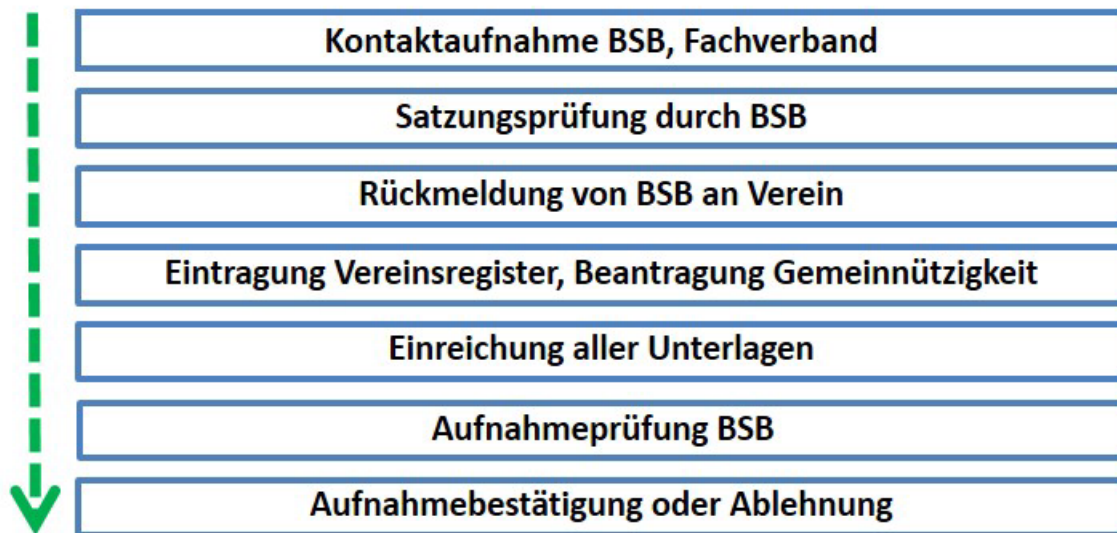 Kontaktaufnahme BSB, Fachverband
Satzungsprüfung durch BSB
Rückmeldung von BSB an Verein
Eintragung Vereinsregister, Beantragung Gemeinnützigkeit
Einreichung aller Unterlagen
Aufnahmeprüfung BSB
Aufnahmebestätigung oder Ablehnung